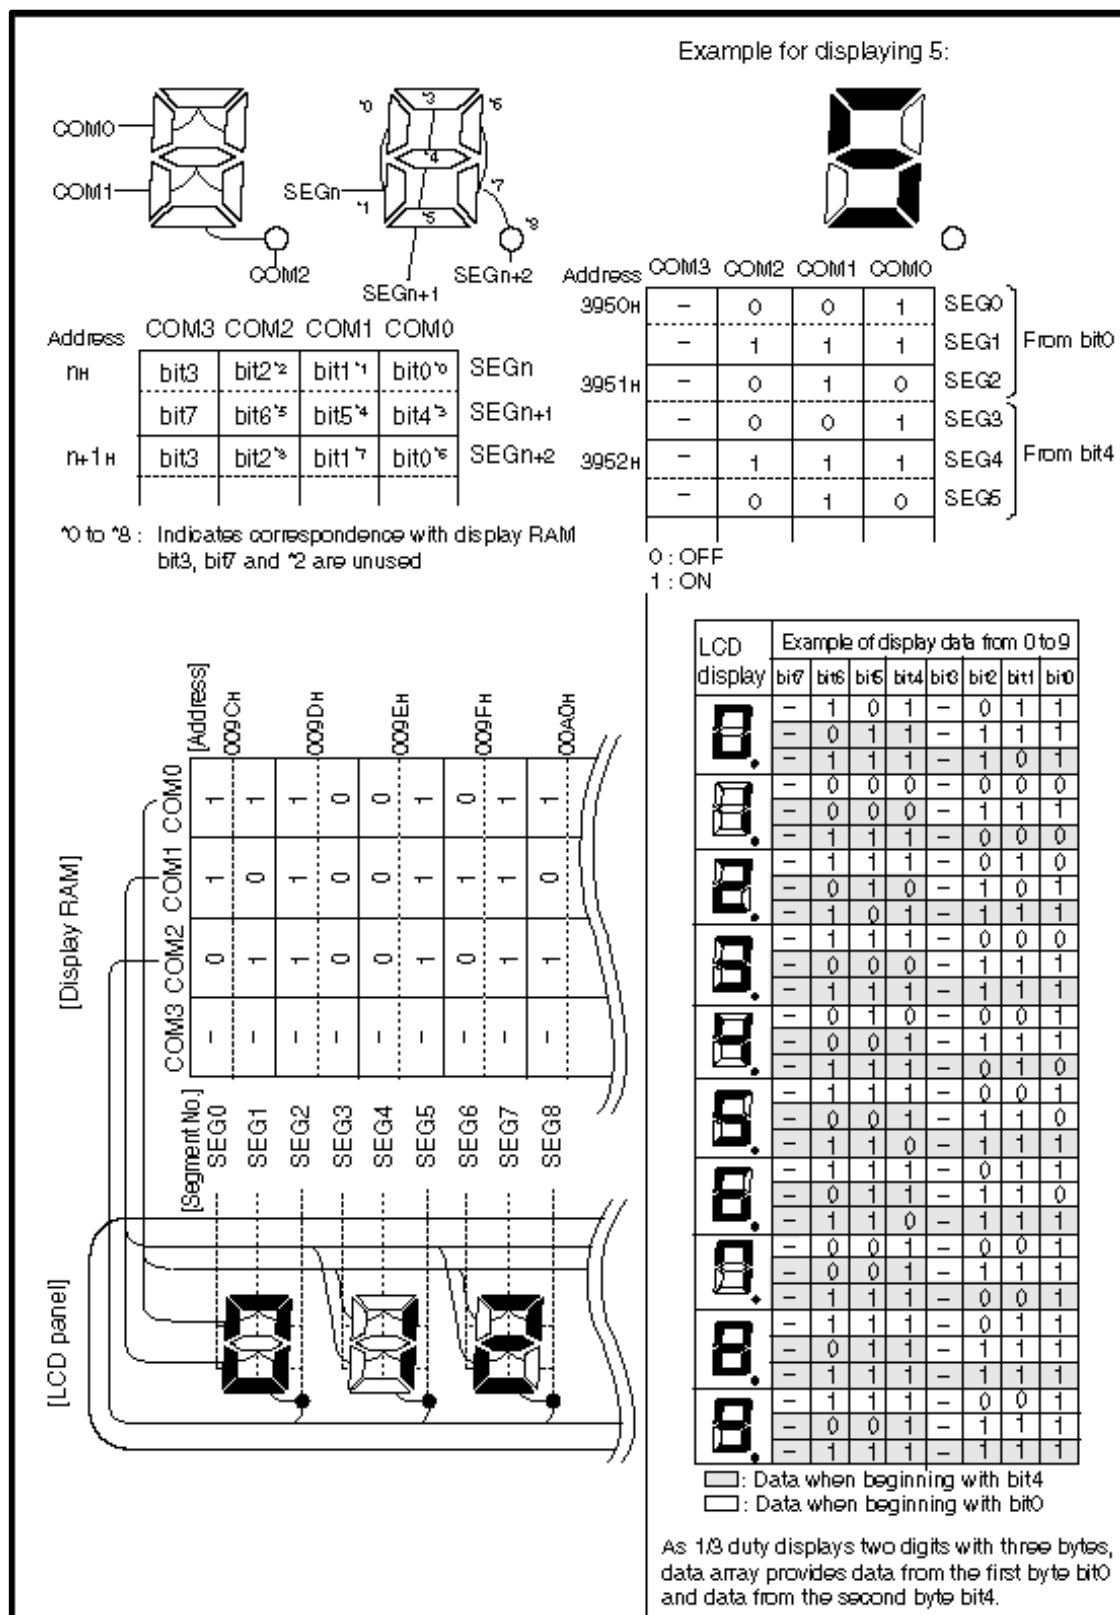 Example for displaying 5:
COM0
COM1
COM2
*0
*3
*6
*4
SEGn
*1
*5
*7
*8
SEGn+1
SEGn+2
Address
COM3 COM2 COM1 COM0
nH bit3 bit2*2 bit1*1 bit0*0 SEGn
bit7 bit6*5 bit5*4 bit4*3 SEGn+1
n+1H bit3 bit2*8 bit1*7 bit0*6 SEGn+2
*0 to *8 : Indicates correspondence with display RAM
bit3, bit7 and *2 are unused
Address COM3 COM2 COM1 COM0
3950H – 0 0 1 SEG0
– 1 1 1 SEG1 From bit0
3951H – 0 1 0 SEG2
– 0 0 1 SEG3
3952H – 1 1 1 SEG4 From bit4
– 0 1 0 SEG5
0 : OFF
1 : ON
[Display RAM]
[Address] 009CH 009DH 009EH 009FH 00A0H
COM0 1 1 1 0 0 1 0 1 1
COM1 1 0 1 0 0 1 1 1 0
COM2 0 1 1 0 0 1 0 1 1
COM3 – – – – – – – – –
[Segment No.] SEG0 SEG1 SEG2 SEG3 SEG4 SEG5 SEG6 SEG7 SEG8
[LCD panel]
LCD display Example of display data from 0 to 9
bit7 bit6 bit5 bit4 bit3 bit2 bit1 bit0
– 1 0 1 – 0 1 1
– 0 1 1 – 1 1 1
– 1 1 1 – 1 0 1
– 0 0 0 – 0 0 0
– 0 0 0 – 1 1 1
– 1 1 1 – 0 0 0
– 1 1 1 – 0 1 0
– 0 1 0 – 1 0 1
– 1 0 1 – 1 1 1
– 1 1 1 – 0 0 0
– 0 0 0 – 1 1 1
– 1 1 1 – 1 1 1
– 0 1 0 – 0 0 1
– 0 0 1 – 1 1 1
– 1 1 1 – 0 1 0
– 1 1 1 – 0 0 1
– 0 0 1 – 1 1 0
– 1 1 0 – 1 1 1
– 1 1 1 – 0 1 1
– 0 1 1 – 1 1 0
– 1 1 0 – 1 1 1
– 0 0 1 – 0 0 1
– 0 0 1 – 1 1 1
– 1 1 1 – 0 0 1
– 1 1 1 – 0 1 1
– 0 1 1 – 1 1 1
– 1 1 1 – 1 1 1
– 1 1 1 – 0 0 1
– 0 0 1 – 1 1 1
– 1 1 1 – 1 1 1
: Data when beginning with bit4
: Data when beginning with bit0
As 1/3 duty displays two digits with three bytes,
data array provides data from the first byte bit0
and data from the second byte bit4.